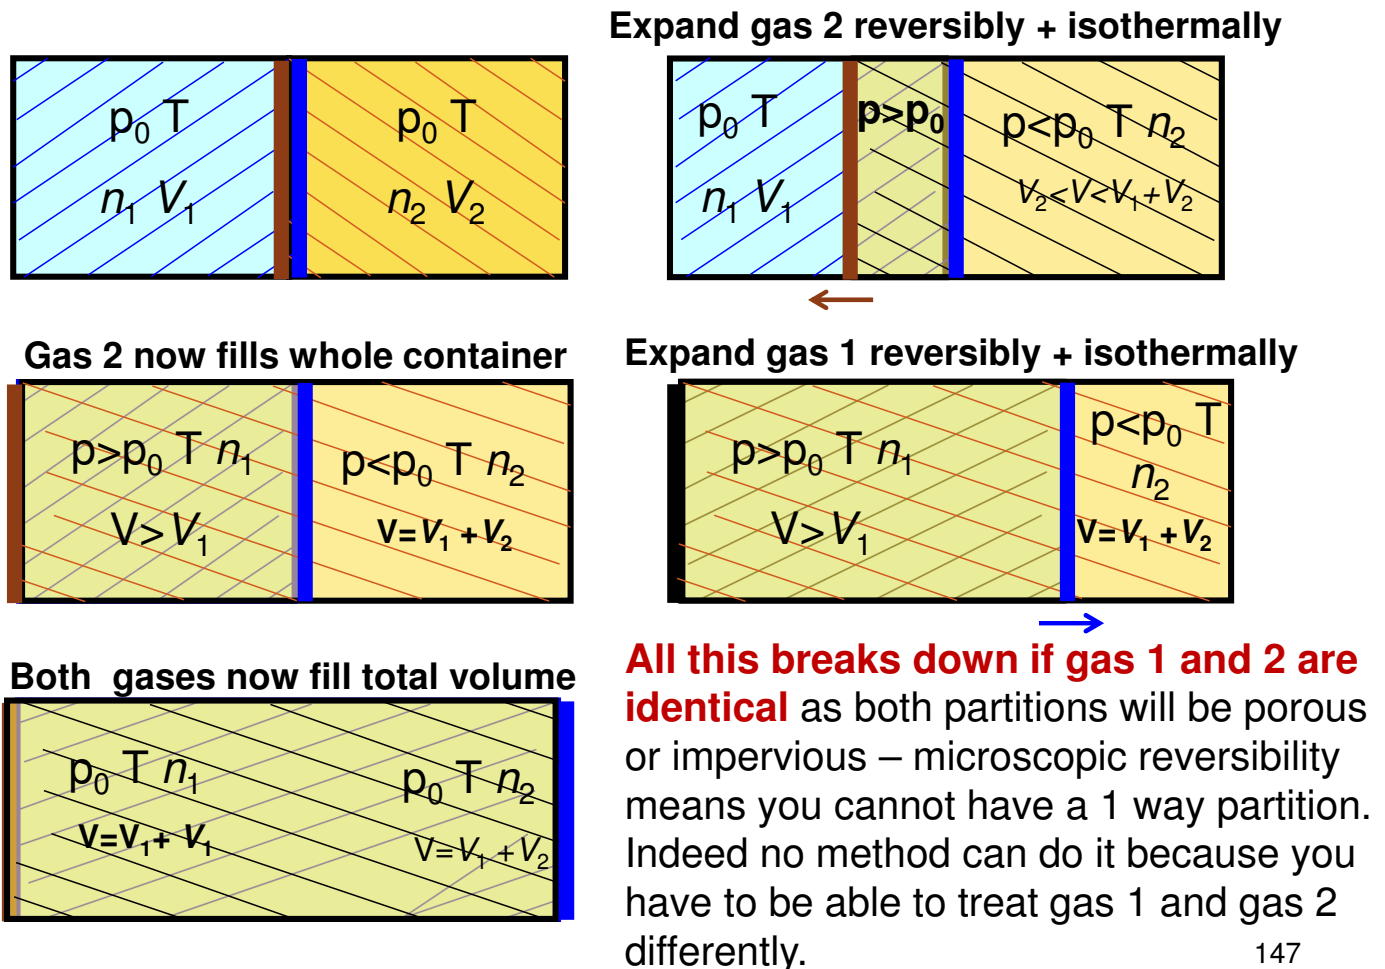 Expand gas 2 reversibly + isothermally
p₀ T
n₁ V₁
p₀ T
n₂ V₂
p₀ T
n₁ V₁
p>p₀
p<p₀ T n₂
V₂<V<V₁+V₂
Gas 2 now fills whole container
p>p₀ T n₁
V>V₁
p<p₀ T n₂
V=V₁ +V₂
Expand gas 1 reversibly + isothermally
p>p₀ T n₁
V>V₁
p<p₀ T
n₂
V=V₁ +V₂
Both gases now fill total volume
p₀ T n₁
V=V₁+ V₁
p₀ T n₂
V=V₁ +V₂
All this breaks down if gas 1 and 2 are
identical as both partitions will be porous
or impervious – microscopic reversibility
means you cannot have a 1 way partition.
Indeed no method can do it because you
have to be able to treat gas 1 and gas 2
differently.
147